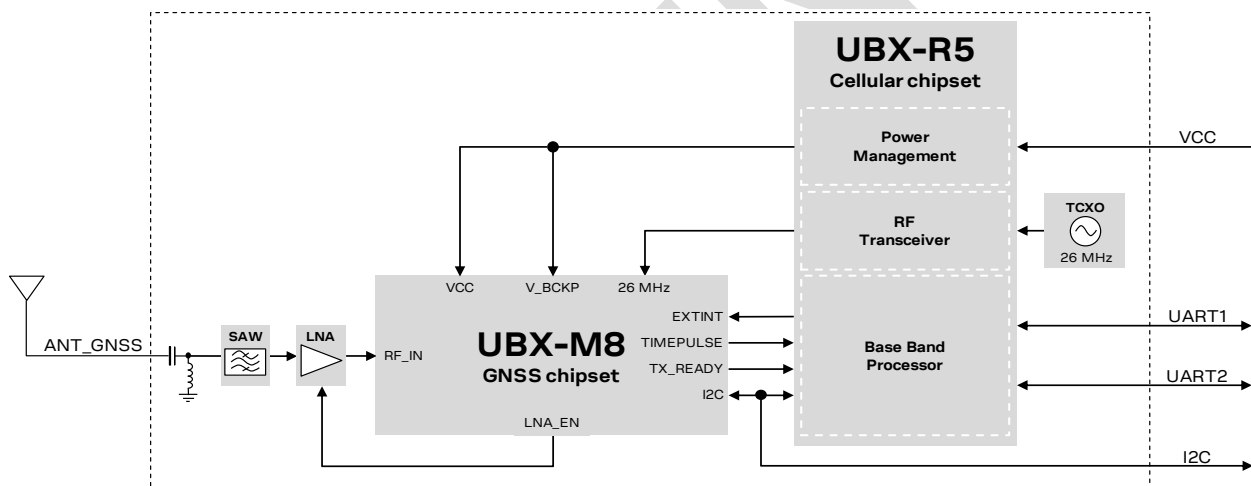 UBX-R5
Cellular chipset
Power
Management
VCC
RF
Transceiver
TCXO
26 MHz
VCC
V_BCKP
26 MHz
ANT_GNSS
SAW
LNA
RF_IN
UBX-M8
GNSS chipset
EXTINT
TIMEPULSE
TX_READY
I2C
LNA_EN
Base Band
Processor
UART1
UART2
I2C